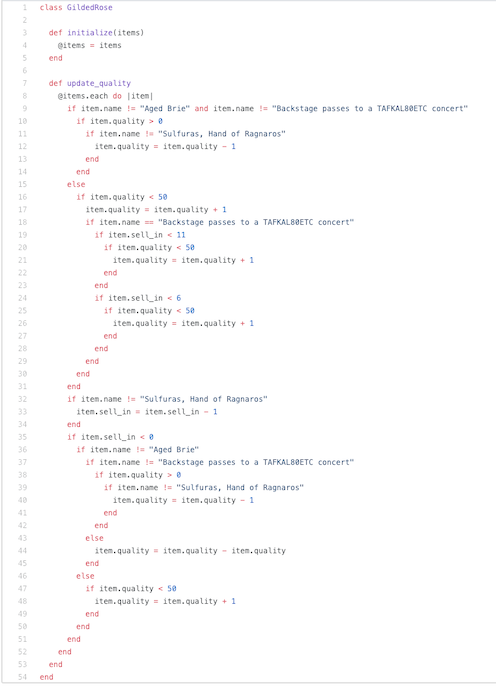 1 class GildedRose
2
3   def initialize(items)
4     @items = items
5   end
6
7   def update_quality
8     @items.each do |item|
9       if item.name != "Aged Brie" and item.name != "Backstage passes to a TAFKAL80ETC concert"
10         if item.quality > 0
11           if item.name != "Sulfuras, Hand of Ragnaros"
12             item.quality = item.quality - 1
13           end
14         end
15       else
16         if item.quality < 50
17           item.quality = item.quality + 1
18           if item.name == "Backstage passes to a TAFKAL80ETC concert"
19             if item.sell_in < 11
20               if item.quality < 50
21                 item.quality = item.quality + 1
22               end
23             end
24             if item.sell_in < 6
25               if item.quality < 50
26                 item.quality = item.quality + 1
27               end
28             end
29           end
30         end
31       end
32       if item.name != "Sulfuras, Hand of Ragnaros"
33         item.sell_in = item.sell_in - 1
34       end
35       if item.sell_in < 0
36         if item.name != "Aged Brie"
37           if item.name != "Backstage passes to a TAFKAL80ETC concert"
38             if item.quality > 0
39               if item.name != "Sulfuras, Hand of Ragnaros"
40                 item.quality = item.quality - 1
41               end
42             end
43           else
44             item.quality = item.quality - item.quality
45           end
46         else
47           if item.quality < 50
48             item.quality = item.quality + 1
49           end
50         end
51       end
52     end
53   end
54 end